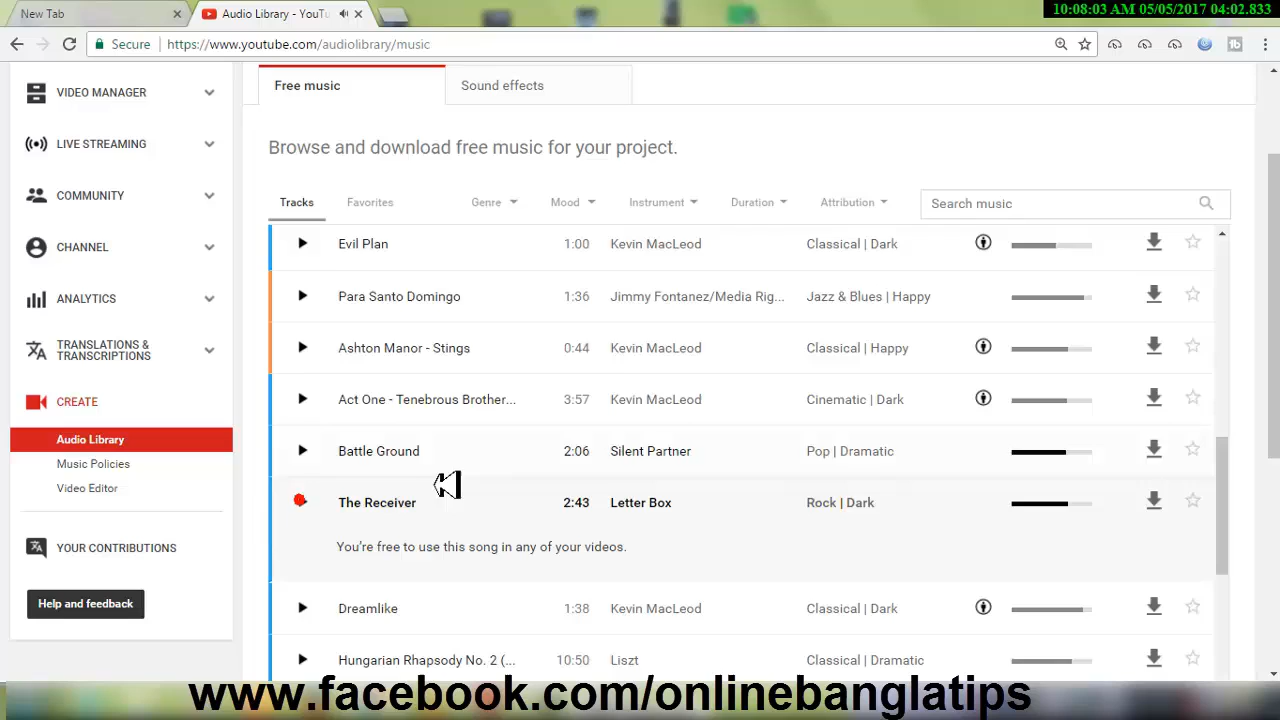 10:08:03 AM 05/05/2017 04:02.833
New Tab
Audio Library - YouTu
Secure https://www.youtube.com/audiolibrary/music
VIDEO MANAGER
LIVE STREAMING
COMMUNITY
CHANNEL
ANALYTICS
TRANSLATIONS &
TRANSCRIPTIONS
CREATE
Audio Library
Music Policies
Video Editor
YOUR CONTRIBUTIONS
Help and feedback
Free music Sound effects
Browse and download free music for your project.
Tracks Favorites Genre Mood Instrument Duration Attribution Search music
Evil Plan 1:00 Kevin MacLeod Classical | Dark
Para Santo Domingo 1:36 Jimmy Fontanez/Media Rig... Jazz & Blues | Happy
Ashton Manor - Stings 0:44 Kevin MacLeod Classical | Happy
Act One - Tenebrous Brother... 3:57 Kevin MacLeod Cinematic | Dark
Battle Ground 2:06 Silent Partner Pop | Dramatic
The Receiver 2:43 Letter Box Rock | Dark
You're free to use this song in any of your videos.
Dreamlike 1:38 Kevin MacLeod Classical | Dark
Hungarian Rhapsody No. 2 (... 10:50 Liszt Classical | Dramatic
www.facebook.com/onlinebanglatips